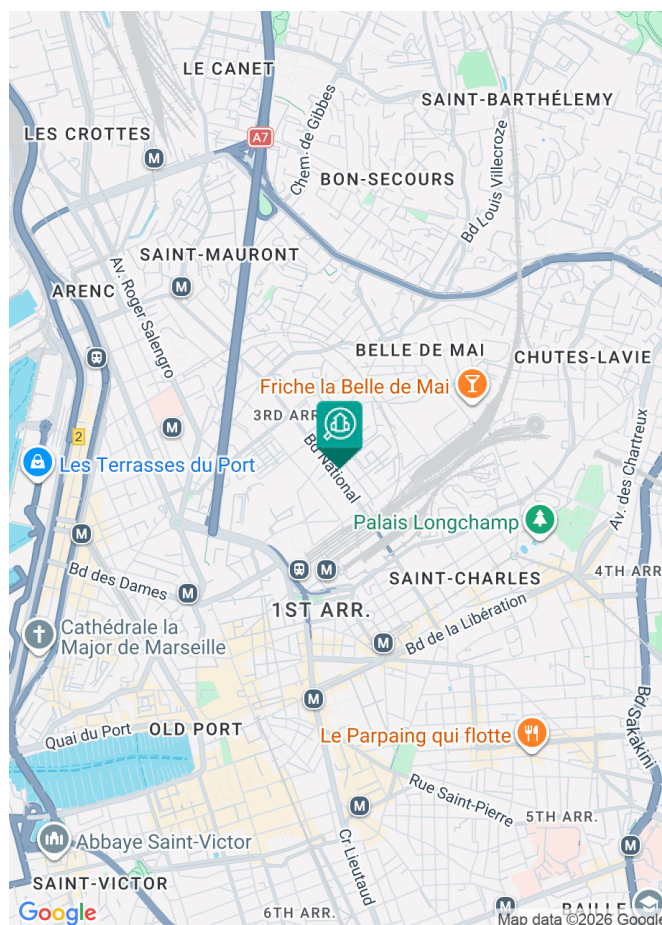 LE CANET
SAINT-BARTHÉLEMY
LES CROTTES
A7
M
Chem. de Gibbes
BON-SECOURS
Bd Louis Villecroze
SAINT-MAURONT
M
ARENC
Av. Roger Salengro
BELLE DE MAI
CHUTES-LAVIE
Friche la Belle de Mai
3RD ARR
M
2
Bd National
Av. des Chartreux
Les Terrasses du Port
Palais Longchamp
M
M
Bd des Dames
M
SAINT-CHARLES
4TH ARR.
1ST ARR.
Cathédrale la
Major de Marseille
M
Bd de la Libération
M
Bd Sakakini
Quai du Port
OLD PORT
Le Parpaing qui flotte
Rue Saint-Pierre
M
5TH ARR.
Cr Lieutaud
Abbaye Saint-Victor
M
SAINT-VICTOR
M
BAILLE
6TH ARR.
Google
Map data ©2026 Google